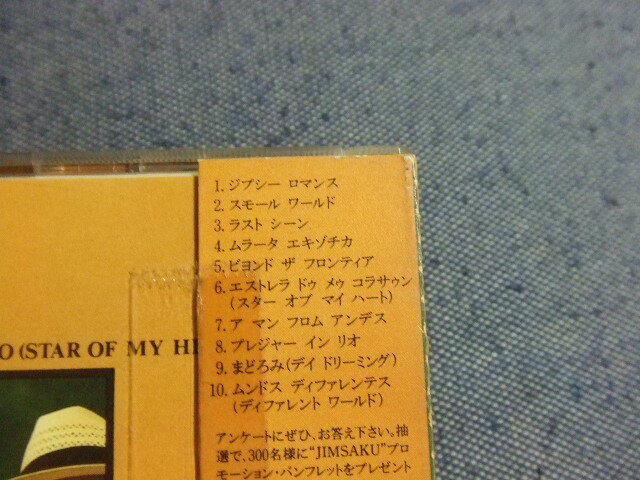 1. ジプシー ロマンス
2. スモール ワールド
3. ラスト シーン
4. ムラータ エキゾチカ
5. ビヨンド ザ フロンティア
6. エストレラ ドゥ メゥ コラサゥン
(スター オブ マイ ハート)
7. ア マン フロム アンデス
8. プレジャー イン リオ
9. まどろみ(デイ ドリーミング)
10. ムンドス ディファレンテス
(ディファレント ワールド)
アンケートにぜひ、お答え下さい。抽
選で、300名様に“JIMSAKU”プロ
モーション・パンフレットをプレゼント
O (STAR OF MY HE